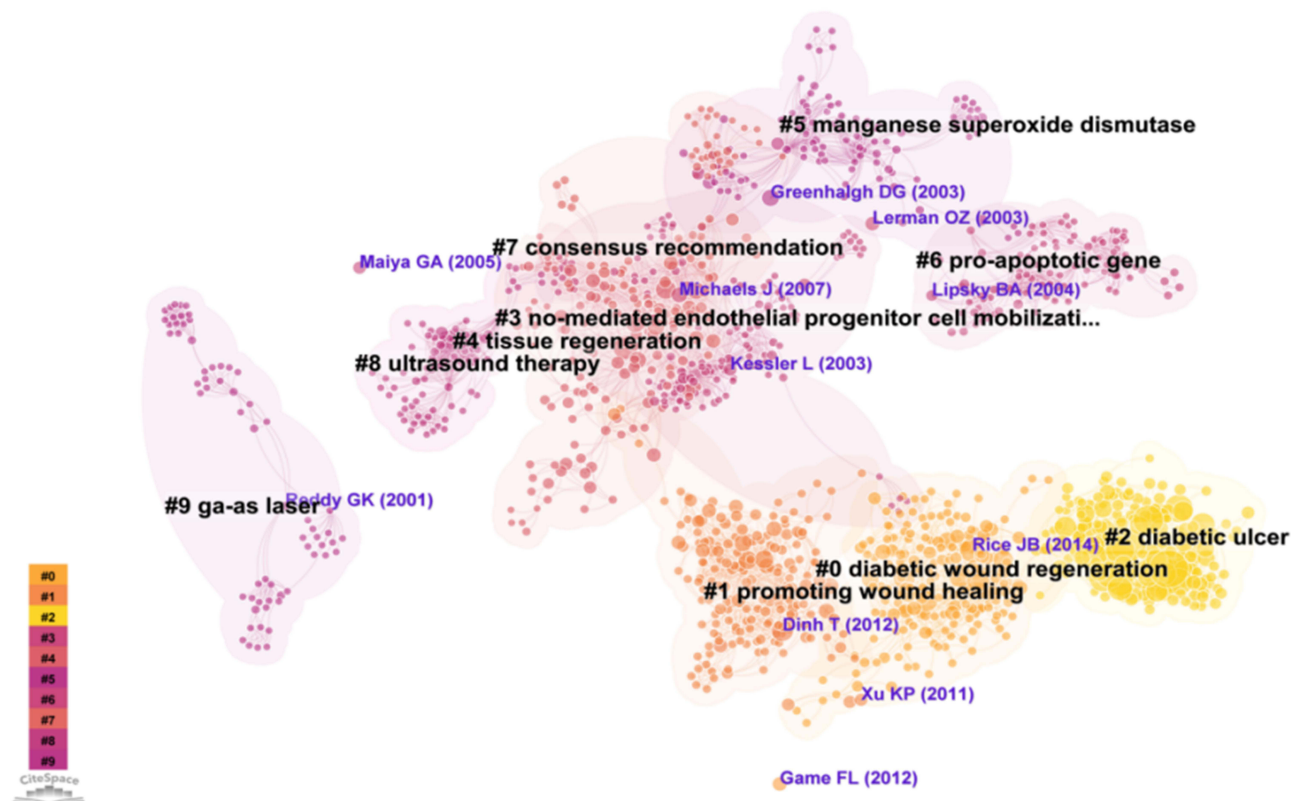 #5 manganese superoxide dismutase
Greenhalgh DG (2003)
Lerman OZ (2003)
#7 consensus recommendation
Maiya GA (2005)
#6 pro-apoptotic gene
Michaels J (2007)
Lipsky BA (2004)
#3 no-mediated endothelial progenitor cell mobilizati...
#4 tissue regeneration
#8 ultrasound therapy
Kessler L (2003)
Reddy GK (2001)
#9 ga-as laser
#2 diabetic ulcer
Rice JB (2014)
#0 diabetic wound regeneration
#1 promoting wound healing
Dinh T (2012)
Xu KP (2011)
Game FL (2012)
#0
#1
#2
#3
#4
#5
#6
#7
#8
#9
CiteSpace